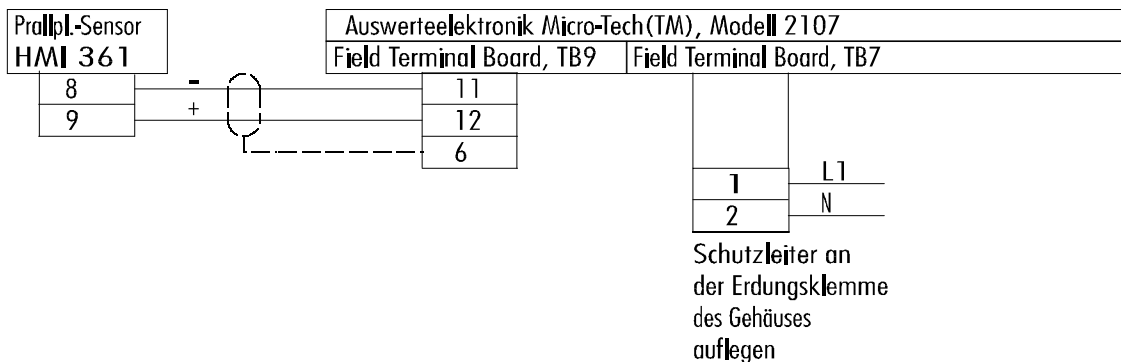 Prallpl.-Sensor
HMI 361
Auswerteelektronik Micro-Tech(TM), Modell 2107
Field Terminal Board, TB9
Field Terminal Board, TB7
8
-
11
9
+
12
6
1
L1
2
N
Schutzleiter an
der Erdungsklemme
des Gehäuses
auflegen